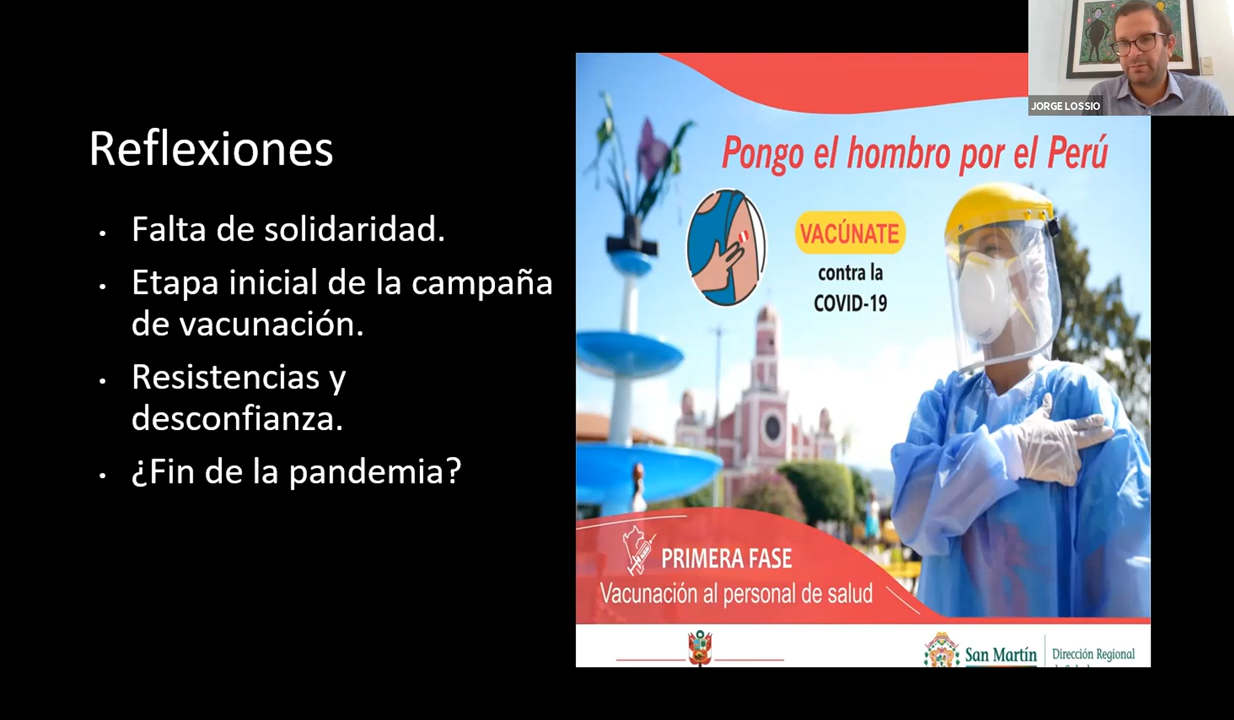 Reflexiones
• Falta de solidaridad.
• Etapa inicial de la campaña
de vacunación.
• Resistencias y
desconfianza.
• ¿Fin de la pandemia?
JORGE LOSSIO
Pongo el hombro por el Perú
VACÚNATE
contra la
COVID-19
PRIMERA FASE
Vacunación al personal de salud
San Martín
Dirección Regional